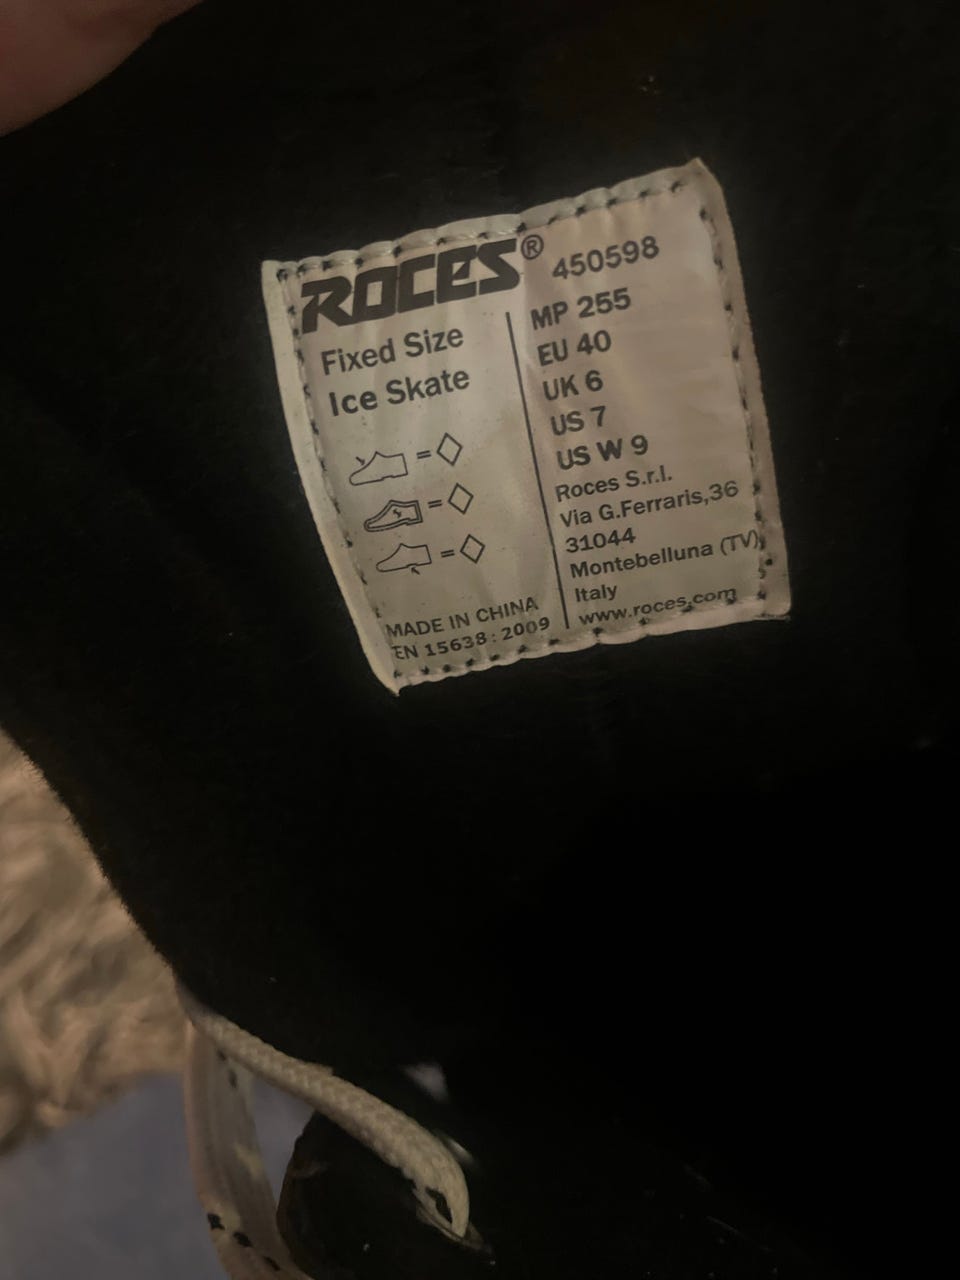 ROCES®
Fixed Size
Ice Skate
=
=
=
MADE IN CHINA
EN 15638 : 2009
450598
MP 255
EU 40
UK 6
US 7
US W 9
Roces S.r.l.
Via G.Ferraris,36
31044
Montebelluna (TV)
Italy
www.roces.com